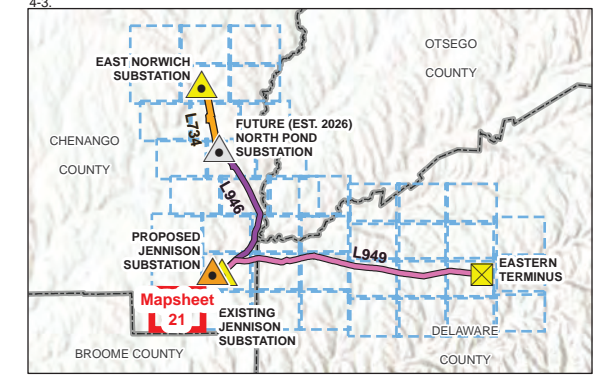 4-3.
OTSEGO
COUNTY
EAST NORWICH
SUBSTATION
L734
FUTURE (EST. 2026)
NORTH POND
SUBSTATION
CHENANGO
COUNTY
L946
PROPOSED
JENNISON
SUBSTATION
L949
EASTERN
TERMINUS
Mapsheet
21
EXISTING
JENNISON
SUBSTATION
DELAWARE
COUNTY
BROOME COUNTY